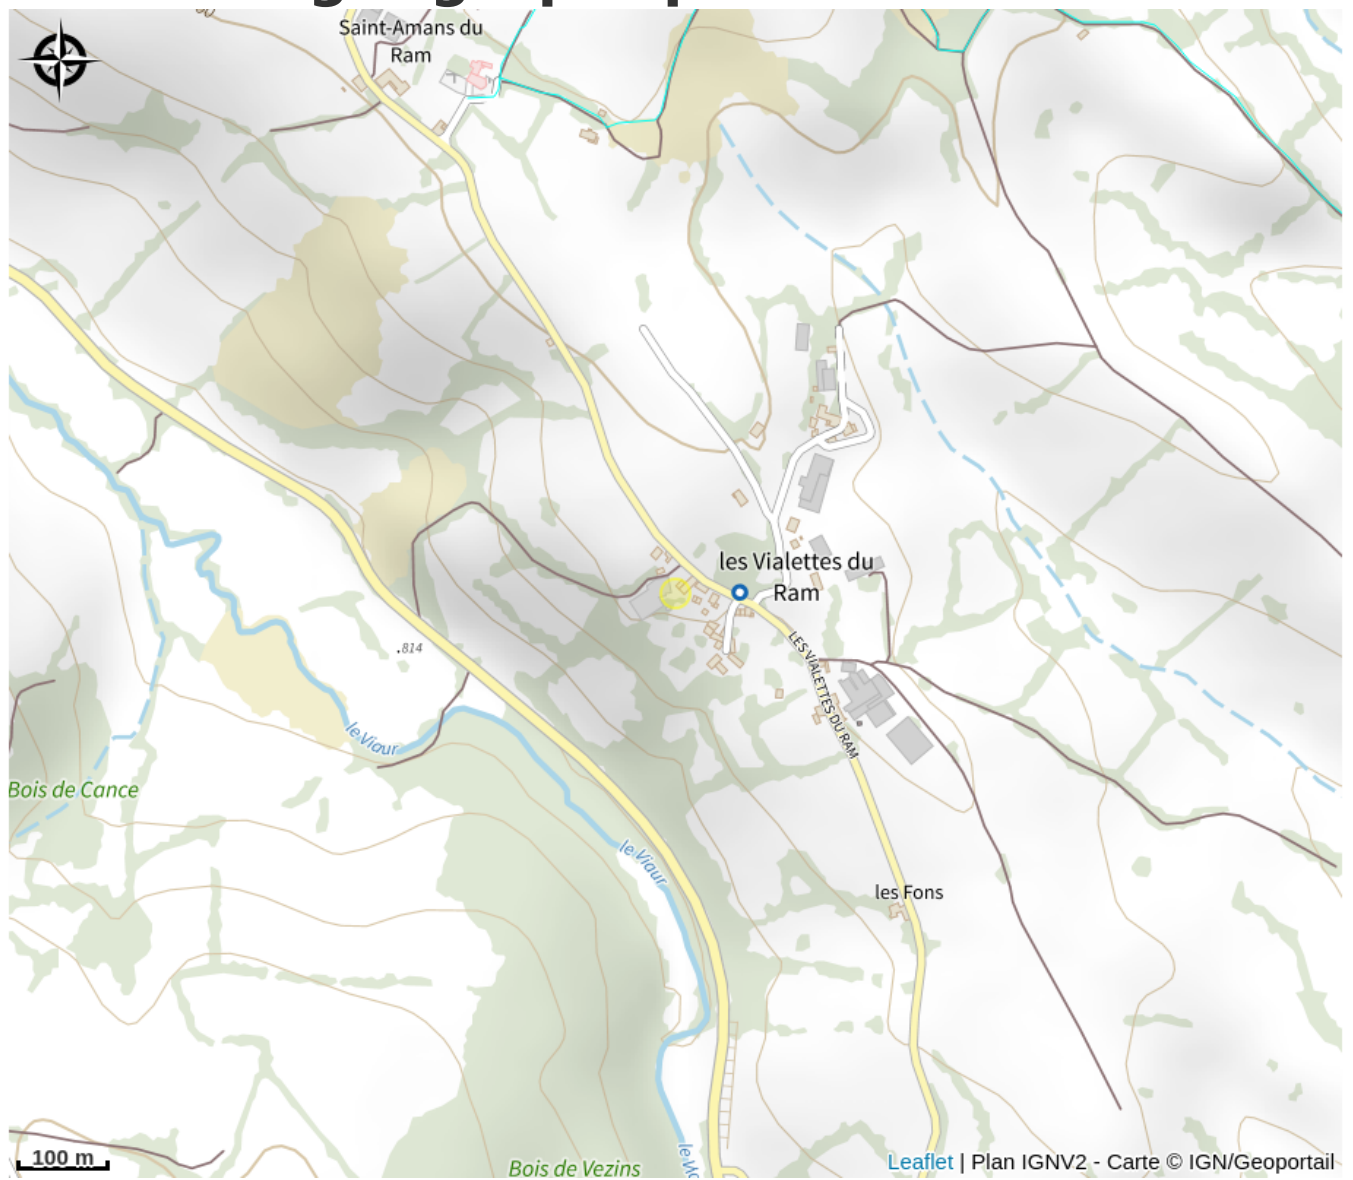 Saint-Amans du
Ram
les Vialettes du
Ram
LES VIALETTES DU RAM
.814
le Viaur
Bois de Cance
le Viaur
les Fons
Bois de Vezins
100 m
Leaflet | Plan IGNV2 - Carte © IGN/Geoportail